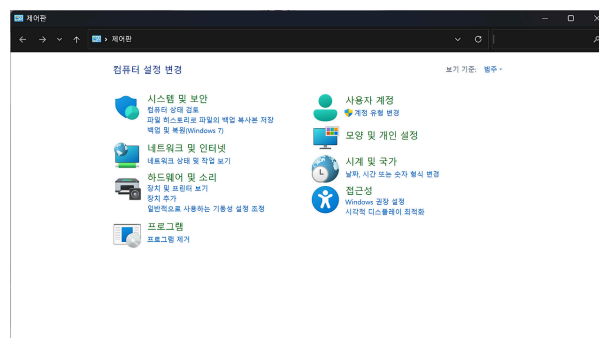 제어판
제어판
컴퓨터 설정 변경
보기 기준: 범주
시스템 및 보안
컴퓨터 상태 검토
파일 히스토리로 파일의 백업 복사본 저장
백업 및 복원(Windows 7)
네트워크 및 인터넷
네트워크 상태 및 작업 보기
하드웨어 및 소리
장치 및 프린터 보기
장치 추가
일반적으로 사용하는 기동성 설정 조정
프로그램
프로그램 제거
사용자 계정
계정 유형 변경
모양 및 개인 설정
시계 및 국가
날짜, 시간 또는 숫자 형식 변경
접근성
Windows 권장 설정
시각적 디스플레이 최적화